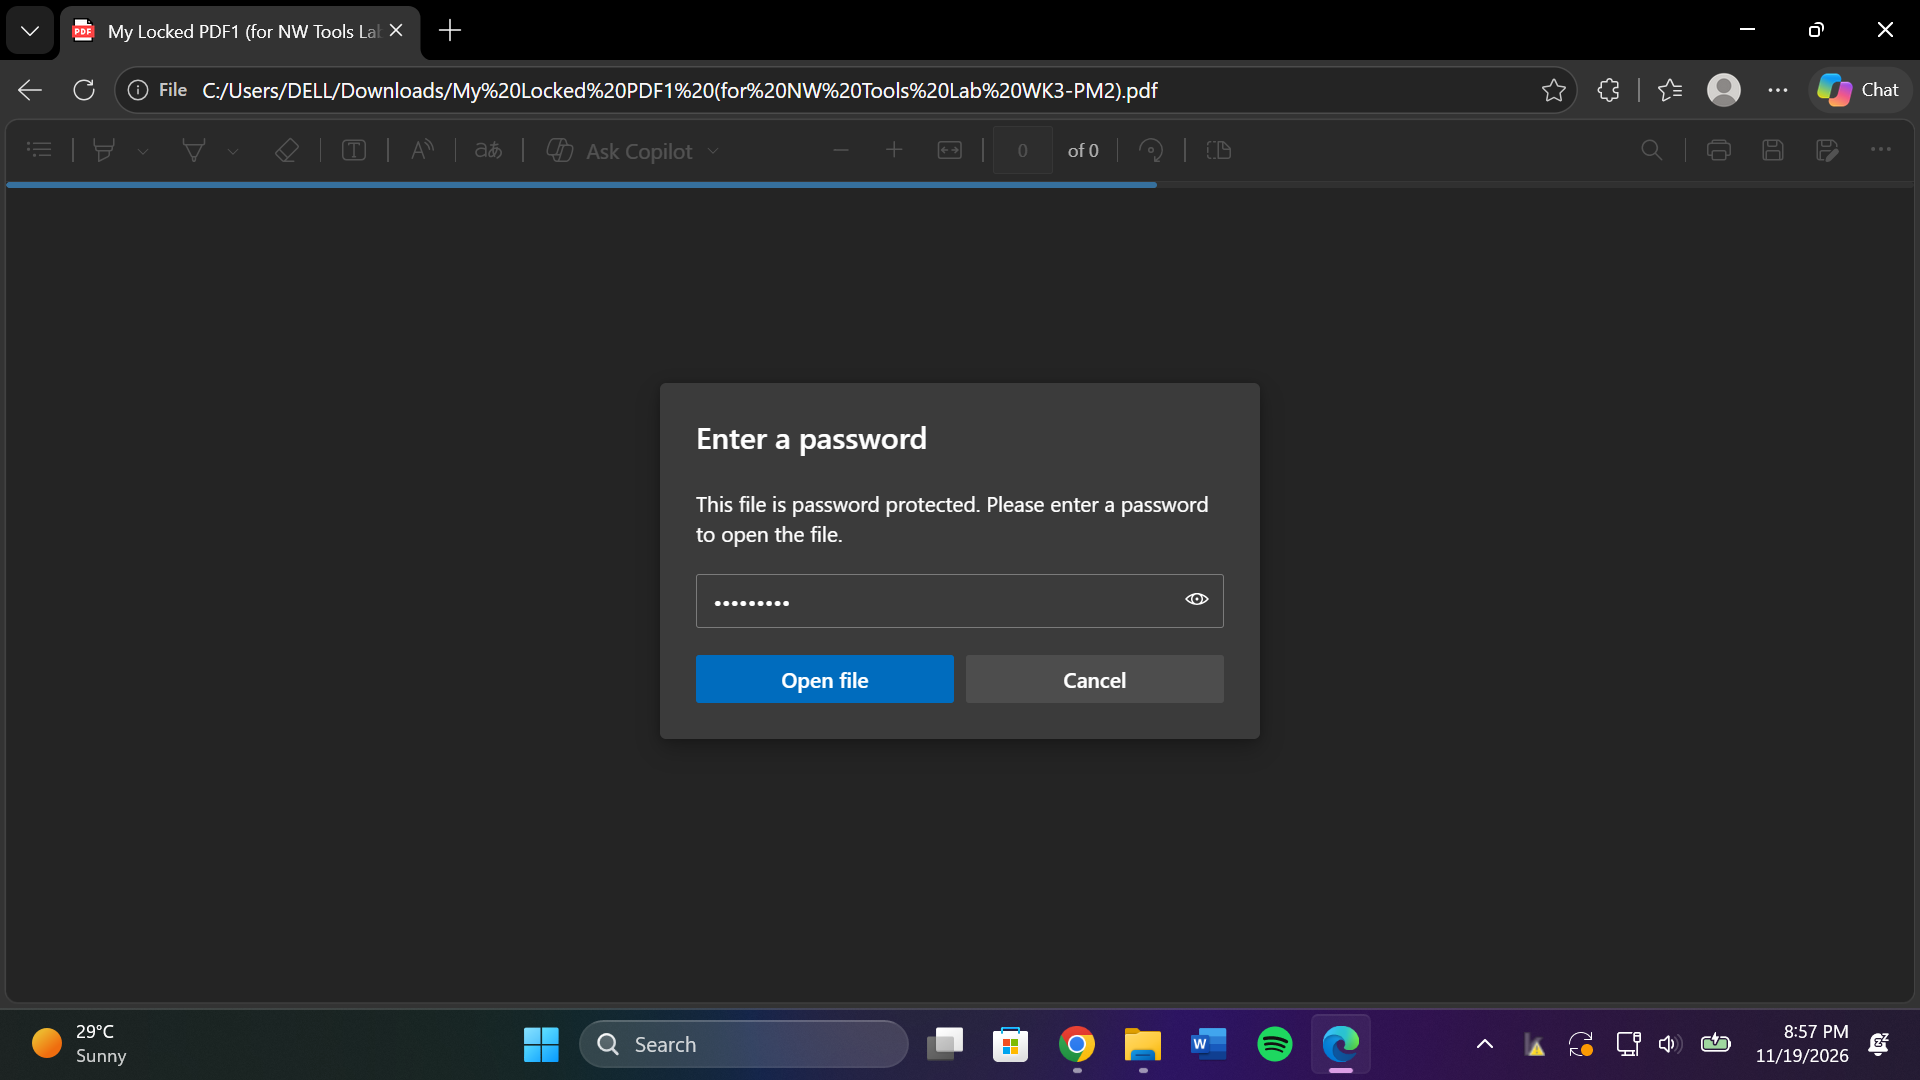 My Locked PDF1 (for NW Tools La
File C:/Users/DELL/Downloads/My%20Locked%20PDF1%20(for%20NW%20Tools%20Lab%20WK3-PM2).pdf
Chat
Ask Copilot
0 of 0
Enter a password
This file is password protected. Please enter a password
to open the file.
•••••••••
Open file
Cancel
29°C
Sunny
Search
8:57 PM
11/19/2026